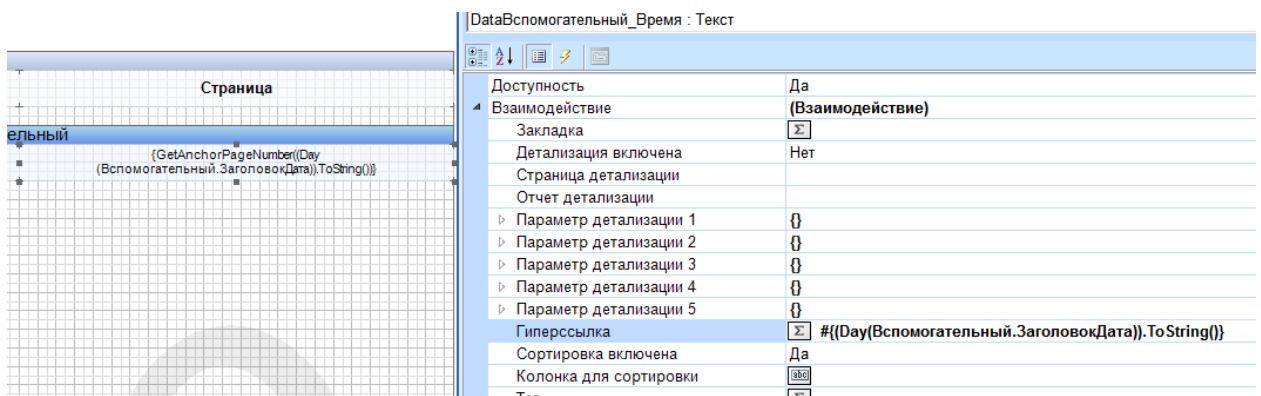 DataВспомогательный_Время : Текст
Страница
ельный
{GetAnchorPageNumber((Day
(Вспомогательный.ЗаголовокДата)).ToString())}
Доступность Да
Взаимодействие (Взаимодействие)
Закладка Σ
Детализация включена Нет
Страница детализации
Отчет детализации
Параметр детализации 1 {}
Параметр детализации 2 {}
Параметр детализации 3 {}
Параметр детализации 4 {}
Параметр детализации 5 {}
Гиперссылка Σ #{(Day(Вспомогательный.ЗаголовокДата)).ToString()}
Сортировка включена Да
Колонка для сортировки abc